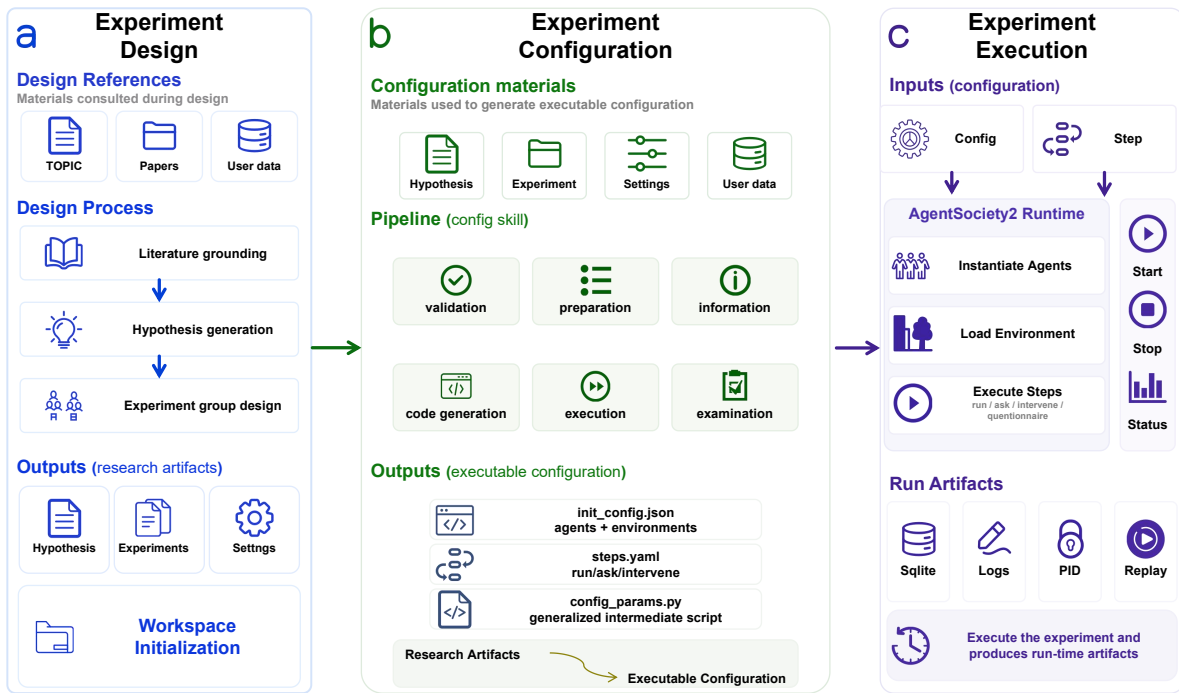 a
Experiment
Design
Design References
Materials consulted during design
TOPIC
Papers
User data
Design Process
Literature grounding
Hypothesis generation
Experiment group design
Outputs (research artifacts)
Hypothesis
Experiments
Settngs
Workspace
Initialization
b
Experiment
Configuration
Configuration materials
Materials used to generate executable configuration
Hypothesis
Experiment
Settings
User data
Pipeline (config skill)
validation
preparation
information
code generation
execution
examination
Outputs (executable configuration)
init_config.json
agents + environments
steps.yaml
run/ask/intervene
config_params.py
generalized intermediate script
Research Artifacts
Executable Configuration
c
Experiment
Execution
Inputs (configuration)
Config
Step
AgentSociety2 Runtime
Instantiate Agents
Load Environment
Execute Steps
run / ask / intervene /
quentionnaire
Start
Stop
Status
Run Artifacts
Sqlite
Logs
PID
Replay
Execute the experiment and
produces run-time artifacts